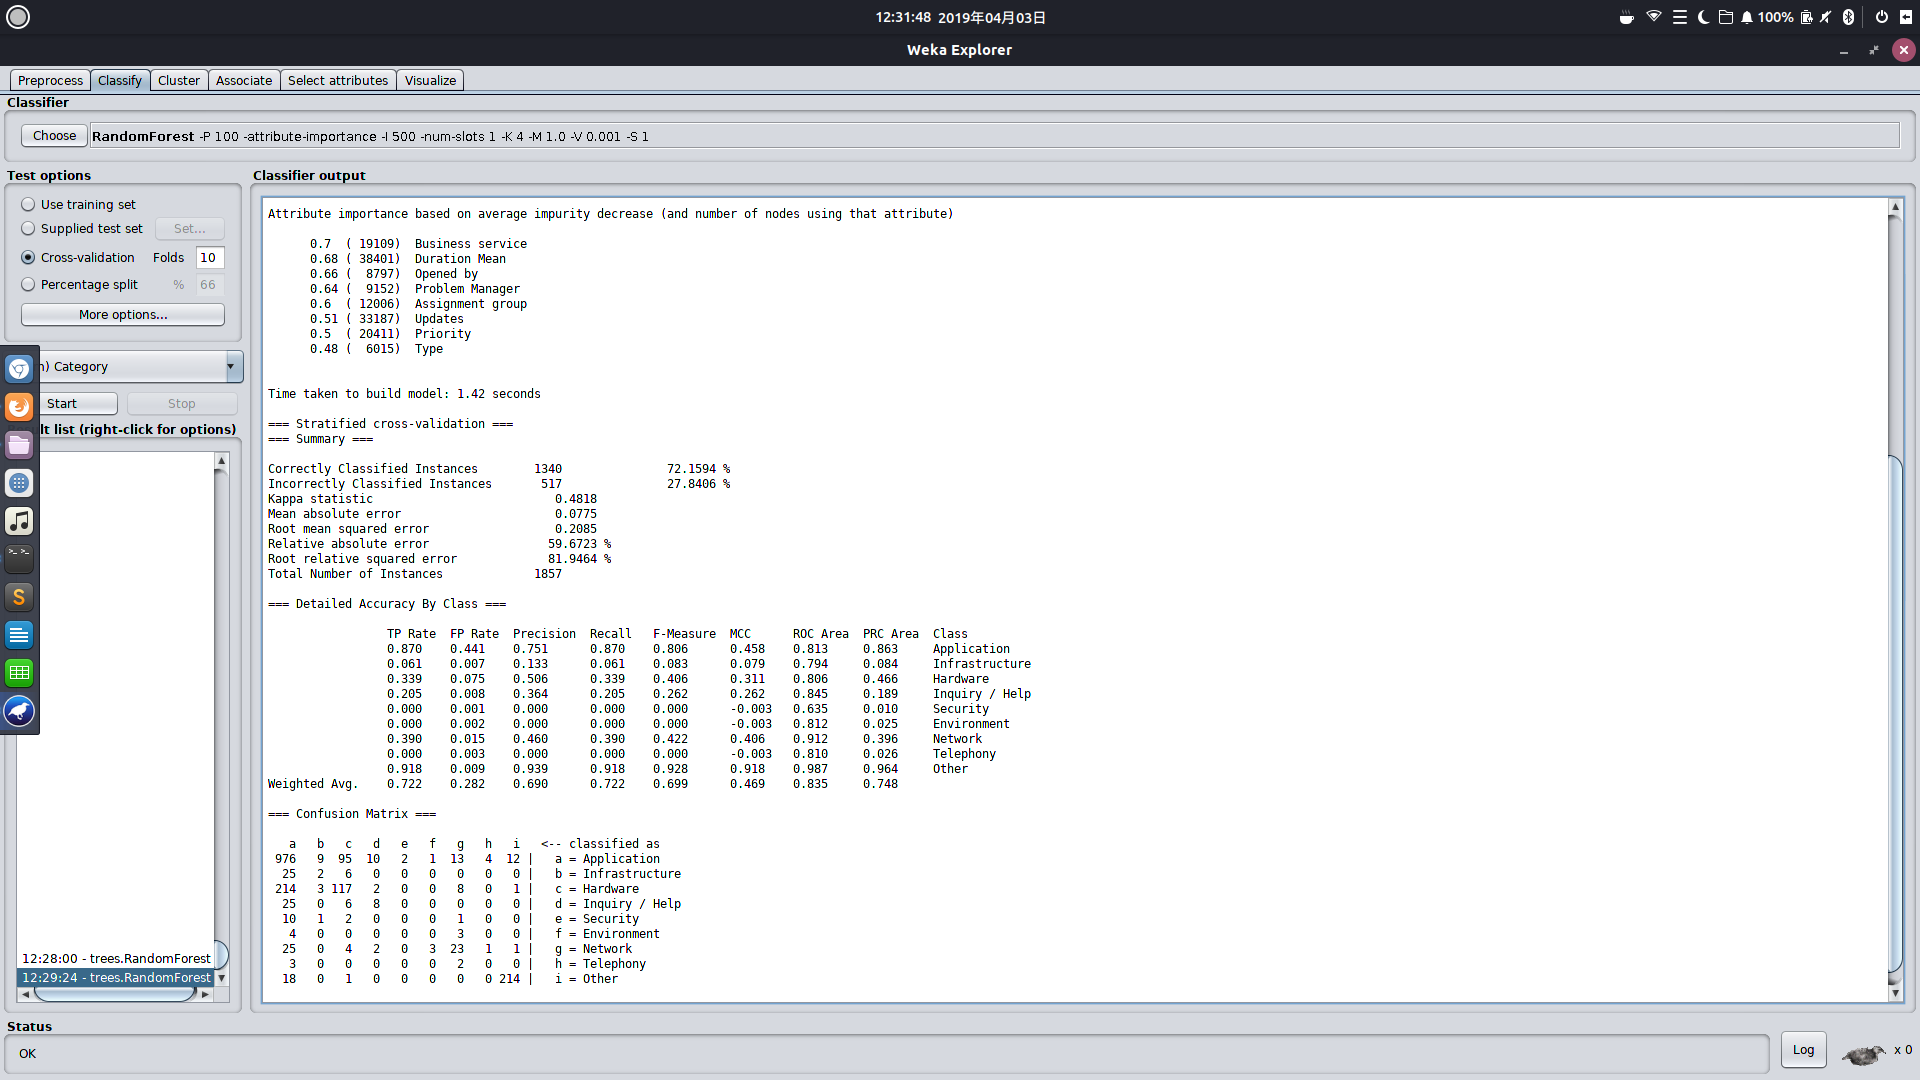 12:31:48 2019年04月03日
100%
Weka Explorer
Preprocess Classify Cluster Associate Select attributes Visualize
Classifier
Choose RandomForest -P 100 -attribute-importance -I 500 -num-slots 1 -K 4 -M 1.0 -V 0.001 -S 1
Test options
Use training set
Supplied test set Set...
Cross-validation Folds 10
Percentage split % 66
More options...
) Category
Start Stop
lt list (right-click for options)
12:28:00 - trees.RandomForest
12:29:24 - trees.RandomForest
Classifier output
Attribute importance based on average impurity decrease (and number of nodes using that attribute)
0.7 ( 19109) Business service
0.68 ( 38401) Duration Mean
0.66 ( 8797) Opened by
0.64 ( 9152) Problem Manager
0.6 ( 12006) Assignment group
0.51 ( 33187) Updates
0.5 ( 20411) Priority
0.48 ( 6015) Type
Time taken to build model: 1.42 seconds
=== Stratified cross-validation ===
=== Summary ===
Correctly Classified Instances 1340 72.1594 %
Incorrectly Classified Instances 517 27.8406 %
Kappa statistic 0.4818
Mean absolute error 0.0775
Root mean squared error 0.2085
Relative absolute error 59.6723 %
Root relative squared error 81.9464 %
Total Number of Instances 1857
=== Detailed Accuracy By Class ===
TP Rate FP Rate Precision Recall F-Measure MCC ROC Area PRC Area Class
0.870 0.441 0.751 0.870 0.806 0.458 0.813 0.863 Application
0.061 0.007 0.133 0.061 0.083 0.079 0.794 0.084 Infrastructure
0.339 0.075 0.506 0.339 0.406 0.311 0.806 0.466 Hardware
0.205 0.008 0.364 0.205 0.262 0.262 0.845 0.189 Inquiry / Help
0.000 0.001 0.000 0.000 0.000 -0.003 0.635 0.010 Security
0.000 0.002 0.000 0.000 0.000 -0.003 0.812 0.025 Environment
0.390 0.015 0.460 0.390 0.422 0.406 0.912 0.396 Network
0.000 0.003 0.000 0.000 0.000 -0.003 0.810 0.026 Telephony
0.918 0.009 0.939 0.918 0.928 0.918 0.987 0.964 Other
Weighted Avg. 0.722 0.282 0.690 0.722 0.699 0.469 0.835 0.748
=== Confusion Matrix ===
a b c d e f g h i <-- classified as
976 9 95 10 2 1 13 4 12 | a = Application
25 2 6 0 0 0 0 0 0 | b = Infrastructure
214 3 117 2 0 0 8 0 1 | c = Hardware
25 0 6 8 0 0 0 0 0 | d = Inquiry / Help
10 1 2 0 0 0 1 0 0 | e = Security
4 0 0 0 0 0 3 0 0 | f = Environment
25 0 4 2 0 3 23 1 1 | g = Network
3 0 0 0 0 0 2 0 0 | h = Telephony
18 0 1 0 0 0 0 0 214 | i = Other
Status
OK
Log
x 0